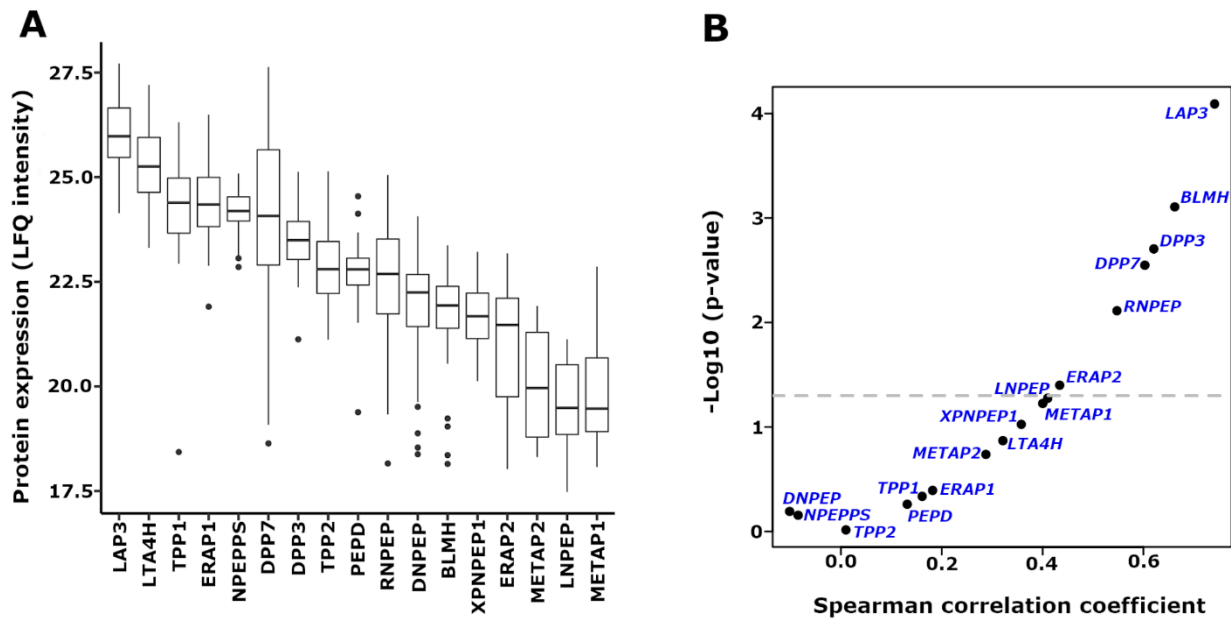 A
Protein expression (LFQ intensity)
27.5
25.0
22.5
20.0
17.5
LAP3
LTA4H
TPP1
ERAP1
NPEPPS
DPP7
DPP3
TPP2
PEPD
RNPEP
DNPEP
BLMH
XPNPEP1
ERAP2
METAP2
LNPEP
METAP1
B
-Log10 (p-value)
4
3
2
1
0
LAP3
BLMH
DPP3
DPP7
RNPEP
ERAP2
LNPEP
METAP1
XPNPEP1
LTA4H
METAP2
TPP1
ERAP1
PEPD
DNPEP
NPEPPS
TPP2
0.0
0.2
0.4
0.6
Spearman correlation coefficient